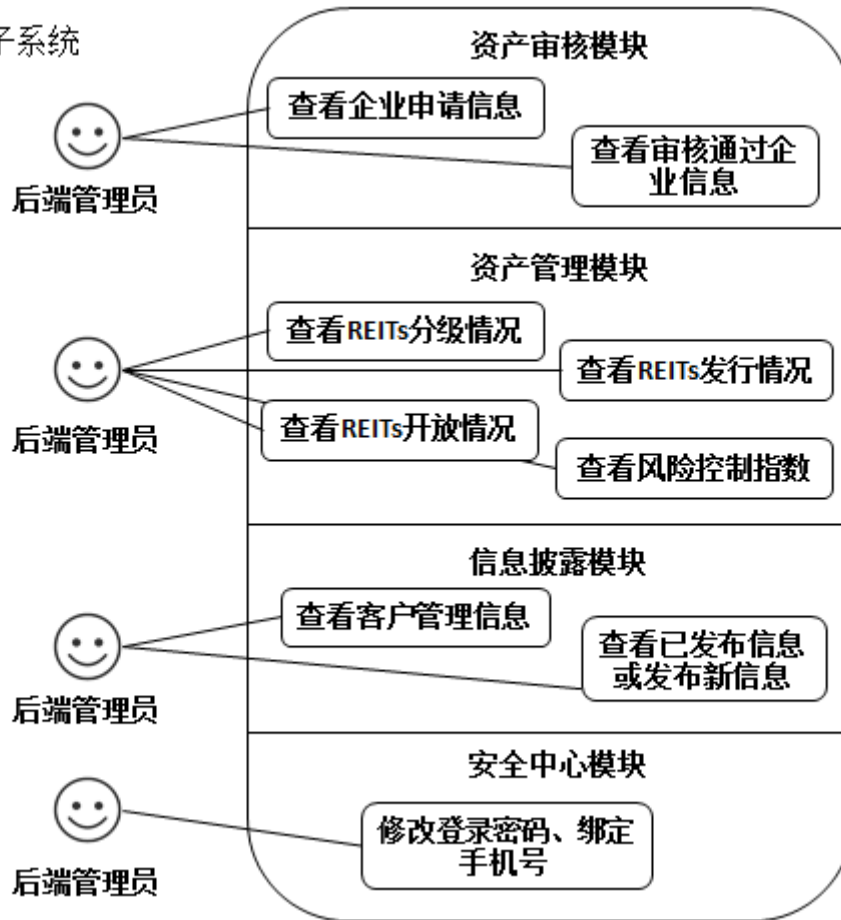 子系统
资产审核模块
查看企业申请信息
查看审核通过企
业信息
后端管理员
资产管理模块
查看REITs分级情况
查看REITs发行情况
后端管理员
查看REITs开放情况
查看风险控制指数
信息披露模块
查看客户管理信息
查看已发布信息
或发布新信息
后端管理员
安全中心模块
修改登录密码、绑定
手机号
后端管理员